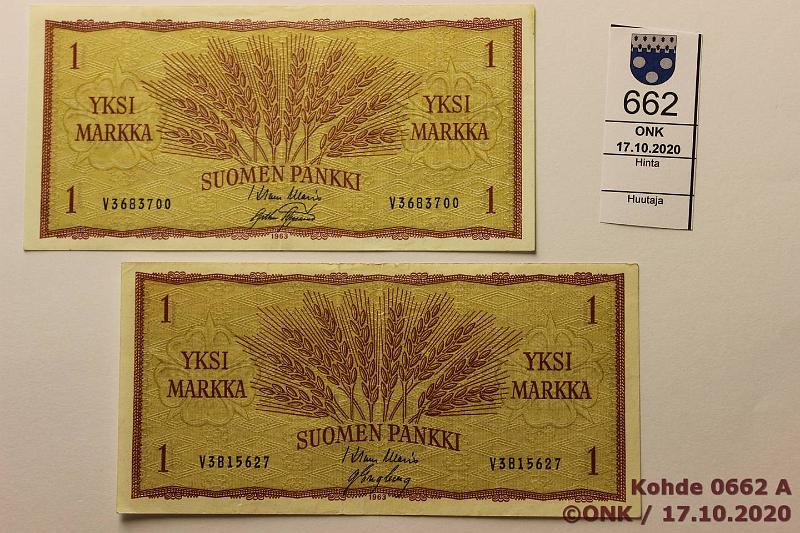 1 1
YKSI MARKKA YKSI MARKKA
SUOMEN PANKKI
1 V3683700 V3683700 1
1963
662
ONK
17.10.2020
Hinta
Huutaja
1 1
YKSI MARKKA YKSI MARKKA
SUOMEN PANKKI
1 V3815627 V3815627 1
1963
Kohde 0662 A
©ONK / 17.10.2020